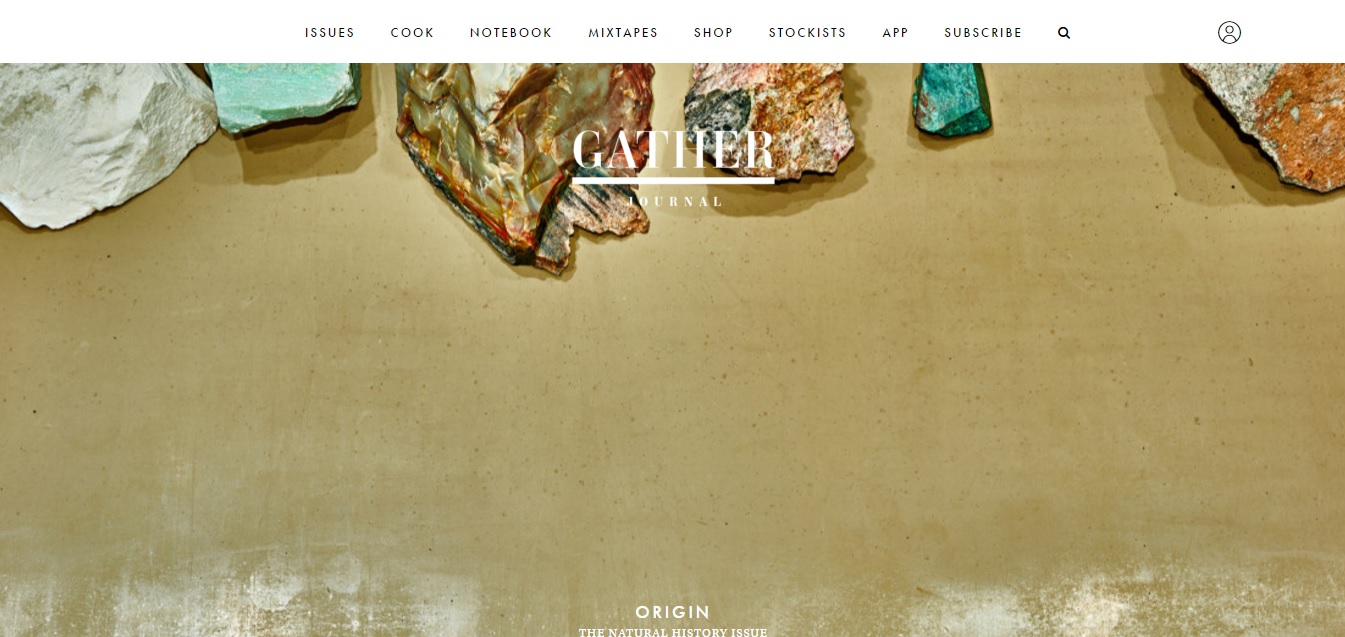 ISSUES COOK NOTEBOOK MIXTAPES SHOP STOCKISTS APP SUBSCRIBE
GATHER
JOURNAL
ORIGIN
THE NATURAL HISTORY ISSUE